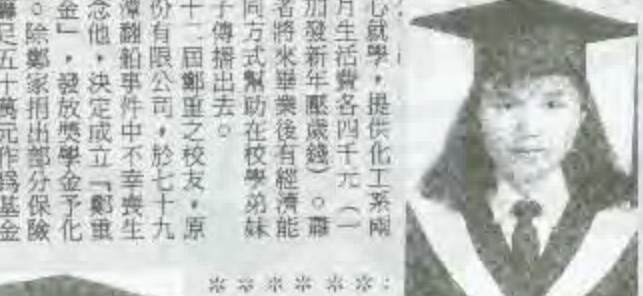 心就學，提供化工系兩
月生活費各四千元（一
加發新年壓歲錢）。蕭
者將來畢業後有經濟能
同方式幫助在校學弟妹
子傳播出去。
十一屆鄭重之校友，原
份有限公司，於七十九
漳翻船事件中不幸喪生
念他，決定成立「鄭重
金」，發放獎學金予化
。除鄭家捐出部分保險
籌足五十萬元作爲基金